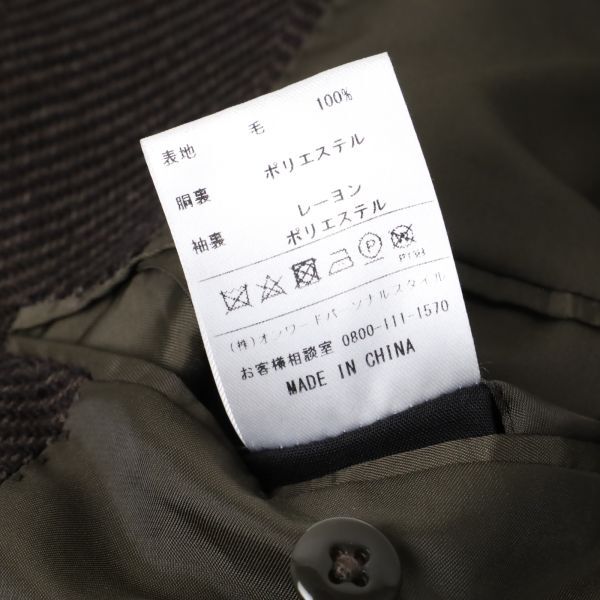 表地 毛 100%
胴裏 ポリエステル
袖裏 レーヨン
ポリエステル
P
(株)オンワードパーソナルスタイル
お客様相談室 0800-111-1570
MADE IN CHINA